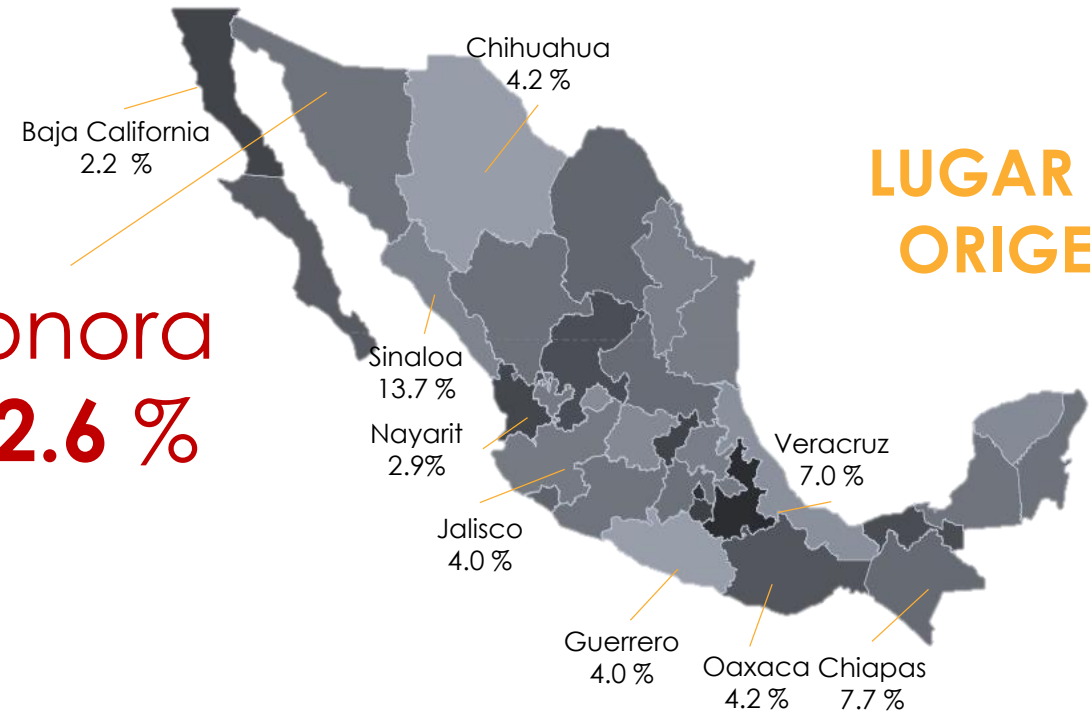 Chihuahua
4.2 %
Baja California
2.2 %
LUGAR
ORIGE
onora
2.6 %
Sinaloa
13.7 %
Nayarit
2.9%
Veracruz
7.0 %
Jalisco
4.0 %
Guerrero
4.0 %
Oaxaca
4.2 %
Chiapas
7.7 %